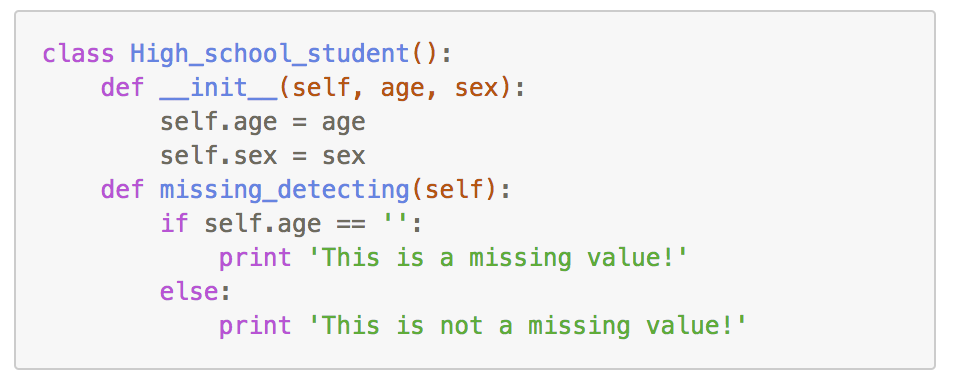 class High_school_student():
    def __init__(self, age, sex):
        self.age = age
        self.sex = sex
    def missing_detecting(self):
        if self.age == '':
            print 'This is a missing value!'
        else:
            print 'This is not a missing value!'